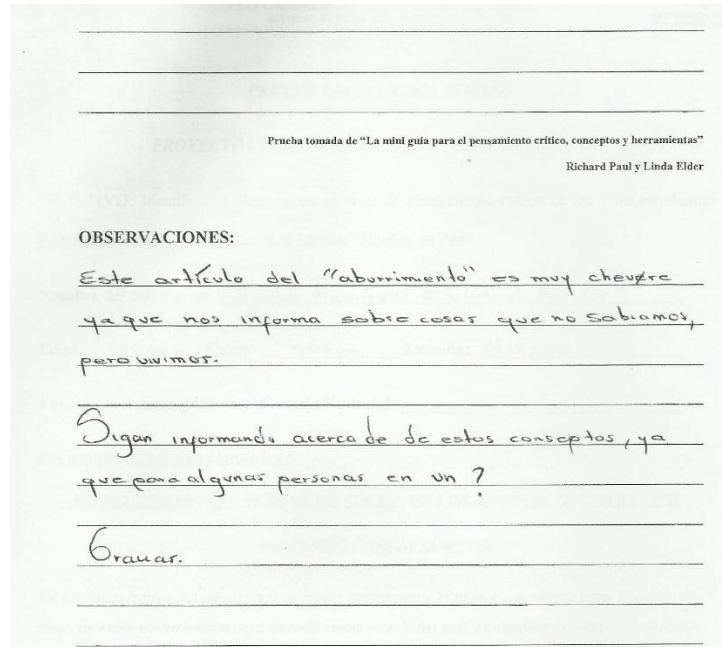 Prueba tomada de “La mini guía para el pensamiento crítico, conceptos y herramientas”
Richard Paul y Linda Elder
OBSERVACIONES:
Este artículo del "aburrimiento" es muy chevere
ya que nos informa sobre cosas que no sabiamos,
pero vivimos.
Sigan informando acerca de de estos conseptos, ya
que para algunas personas en un ?
Gracias.